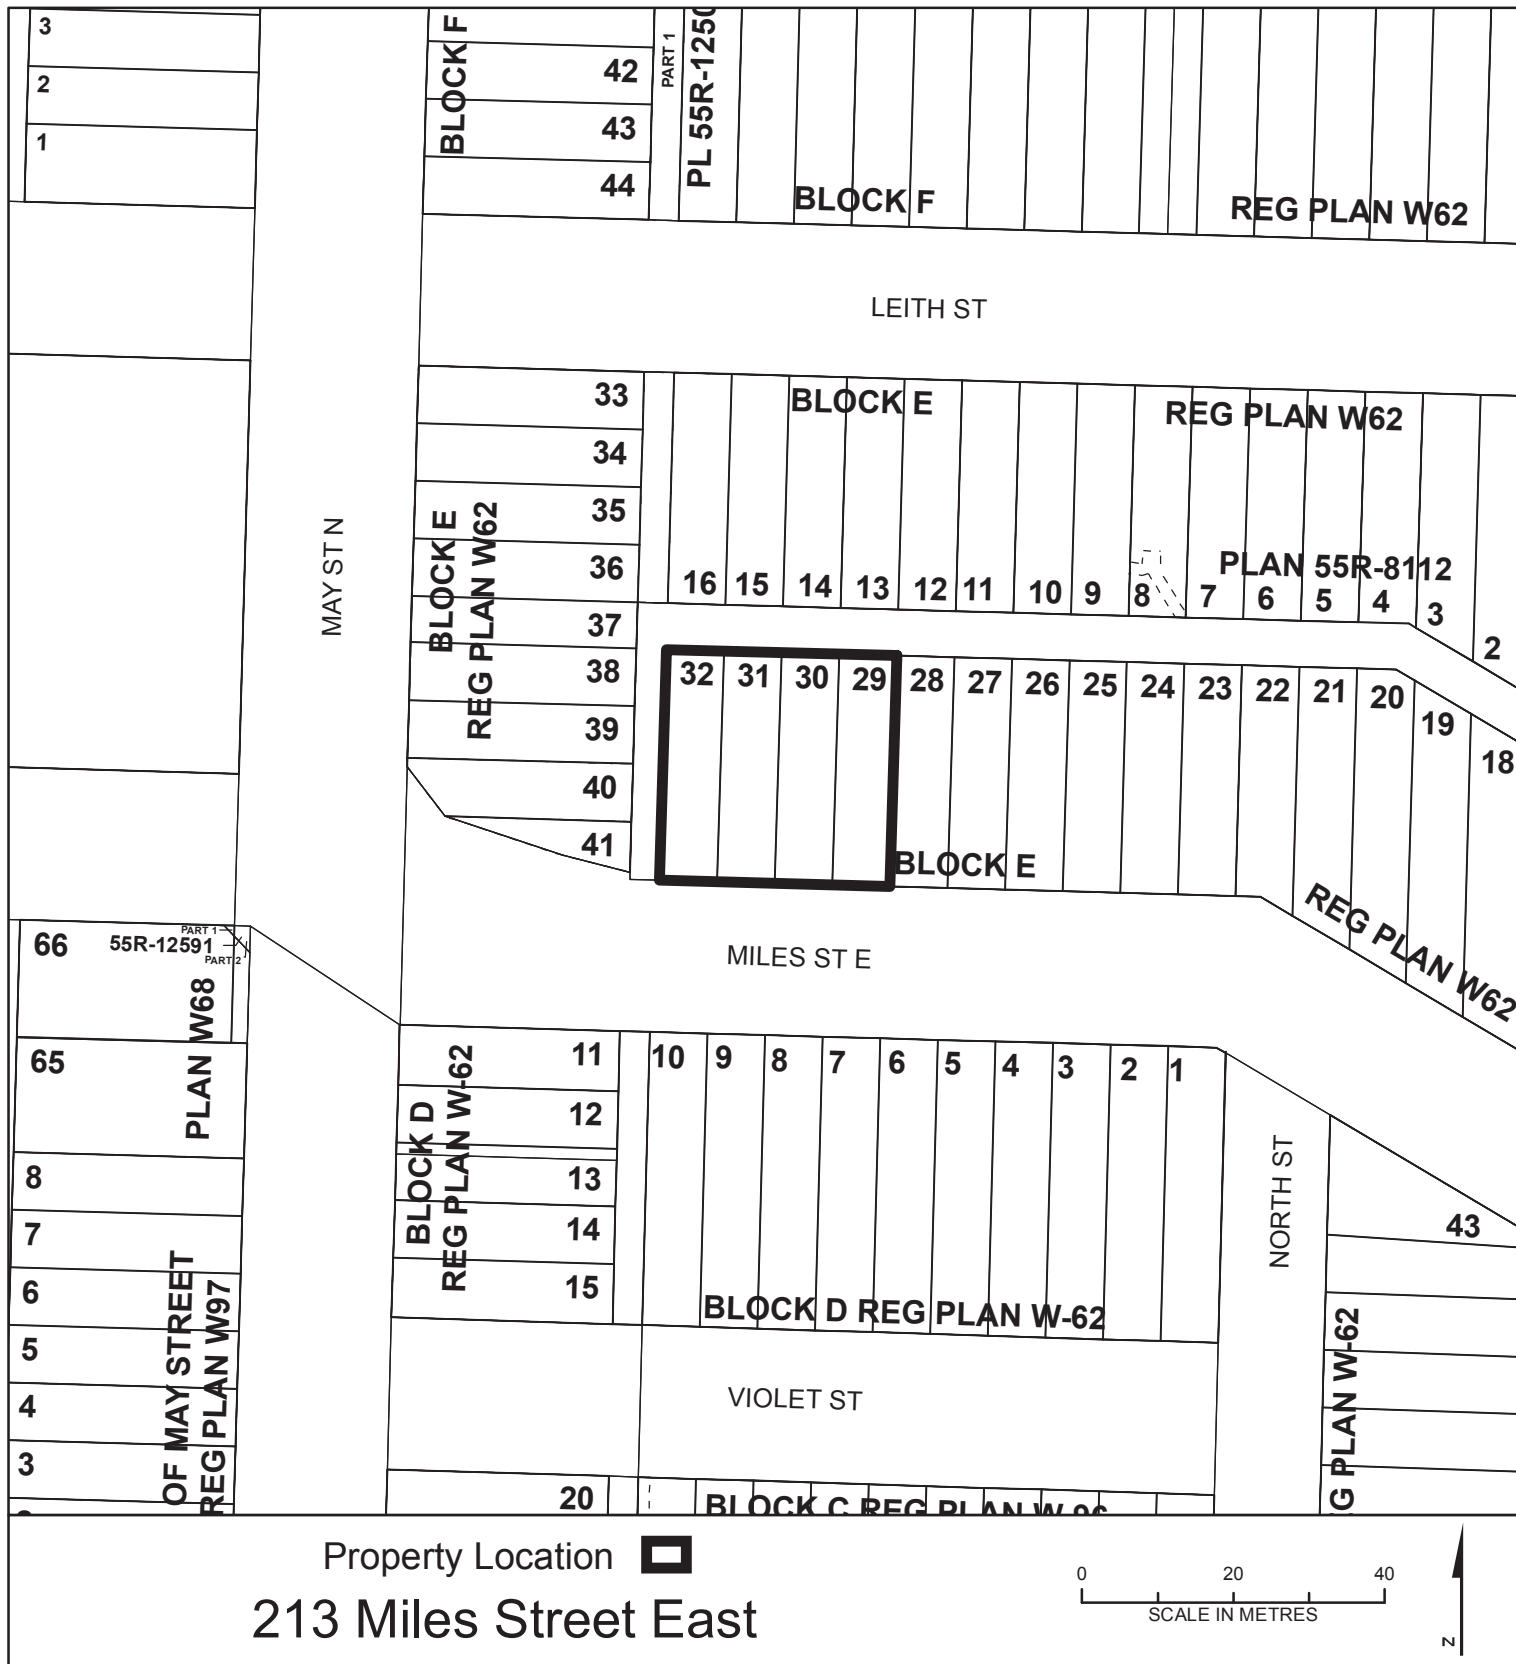 3
2
1
BLOCK F
42
43
44
PART 1
PL 55R-1250
BLOCK F
REG PLAN W62
LEITH ST
33
34
35
36
37
38
39
40
41
BLOCK E
REG PLAN W62
MAY ST N
BLOCK E
REG PLAN W62
16 15 14 13 12 11 10 9 8 7 6 5 4 3 2
PLAN 55R-8112
32 31 30 29 28 27 26 25 24 23 22 21 20 19 18
BLOCK E
REG PLAN W62
MILES ST E
66
55R-12591
PART 1
PART 2
PLAN W68
65
8
7
6
5
4
3
OF MAY STREET
REG PLAN W97
11
12
13
14
15
BLOCK D
REG PLAN W-62
10 9 8 7 6 5 4 3 2 1
BLOCK D REG PLAN W-62
NORTH ST
43
G PLAN W-62
VIOLET ST
20
BLOCK C REG PLAN W-96
Property Location
213 Miles Street East
0 20 40
SCALE IN METRES
N